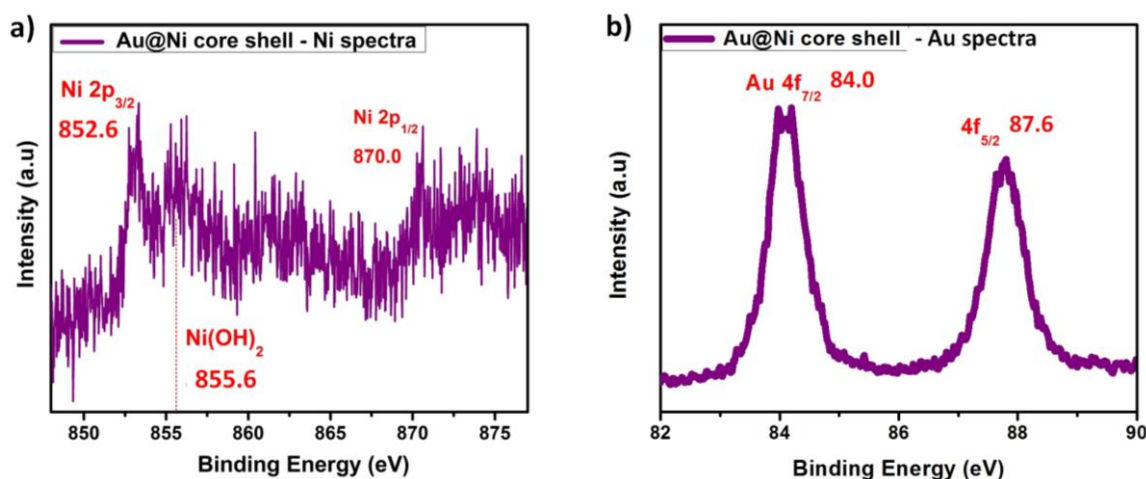 a)
Au@Ni core shell - Ni spectra
Ni 2p3/2
852.6
Ni 2p1/2
870.0
Ni(OH)2
855.6
Intensity (a.u)
850 855 860 865 870 875
Binding Energy (eV)
b)
Au@Ni core shell - Au spectra
Au 4f7/2 84.0
4f5/2 87.6
Intensity (a.u)
82 84 86 88 90
Binding Energy (eV)